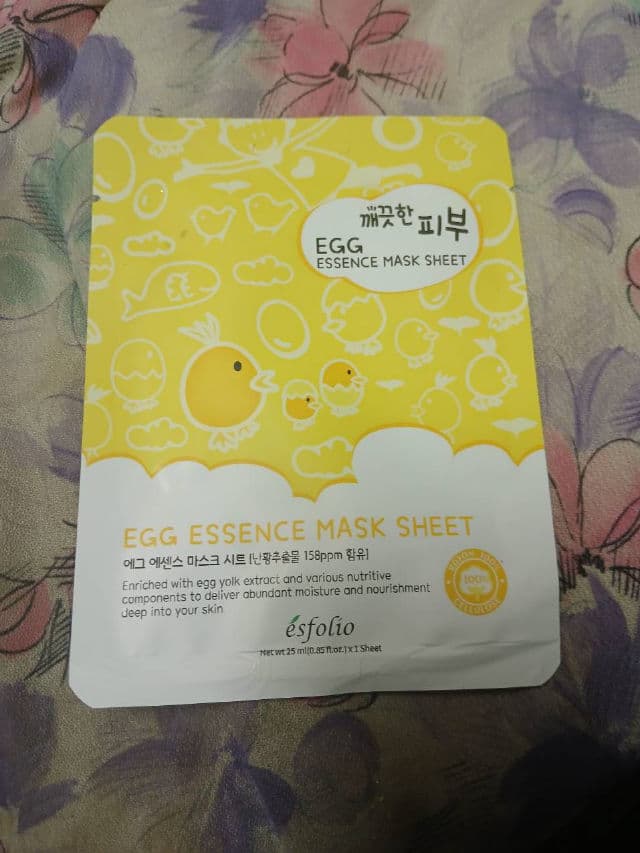 깨끗한 피부
EGG
ESSENCE MASK SHEET
EGG ESSENCE MASK SHEET
에그 에센스 마스크 시트 [난황추출물 158ppm 함유]
Enriched with egg yolk extract and various nutritive
components to deliver abundant moisture and nourishment
deep into your skin
100%
CELLULOSE
ésfolio
Net wt 25 ml(0.85 fl.oz.) x 1 Sheet